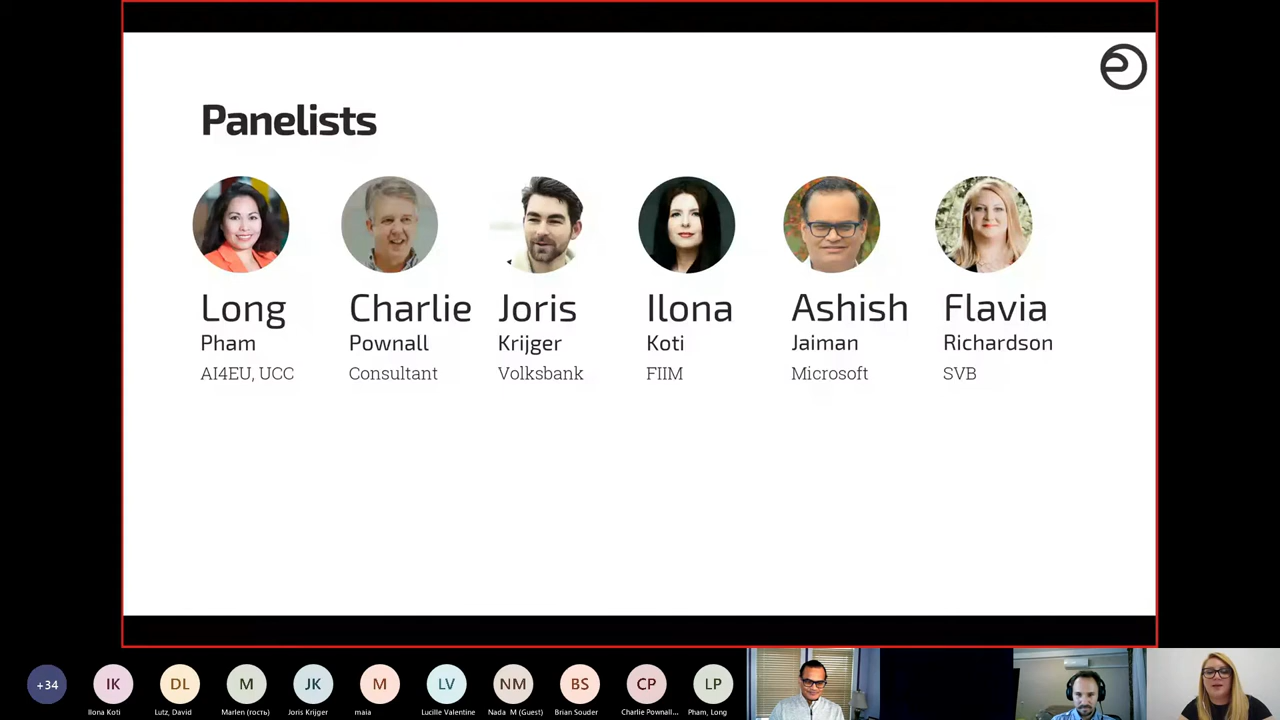 Panelists
Long
Pham
AI4EU, UCC
Charlie
Pownall
Consultant
Joris
Krijger
Volksbank
Ilona
Koti
FIIM
Ashish
Jaiman
Microsoft
Flavia
Richardson
SVB
+34
IK
Ilona Koti
DL
Lutz, David
M
Marlen (гость)
JK
Joris Krijger
M
maia
LV
Lucille Valentine
NM
Nada M (Guest)
BS
Brian Souder
CP
Charlie Pownall...
LP
Pham, Long